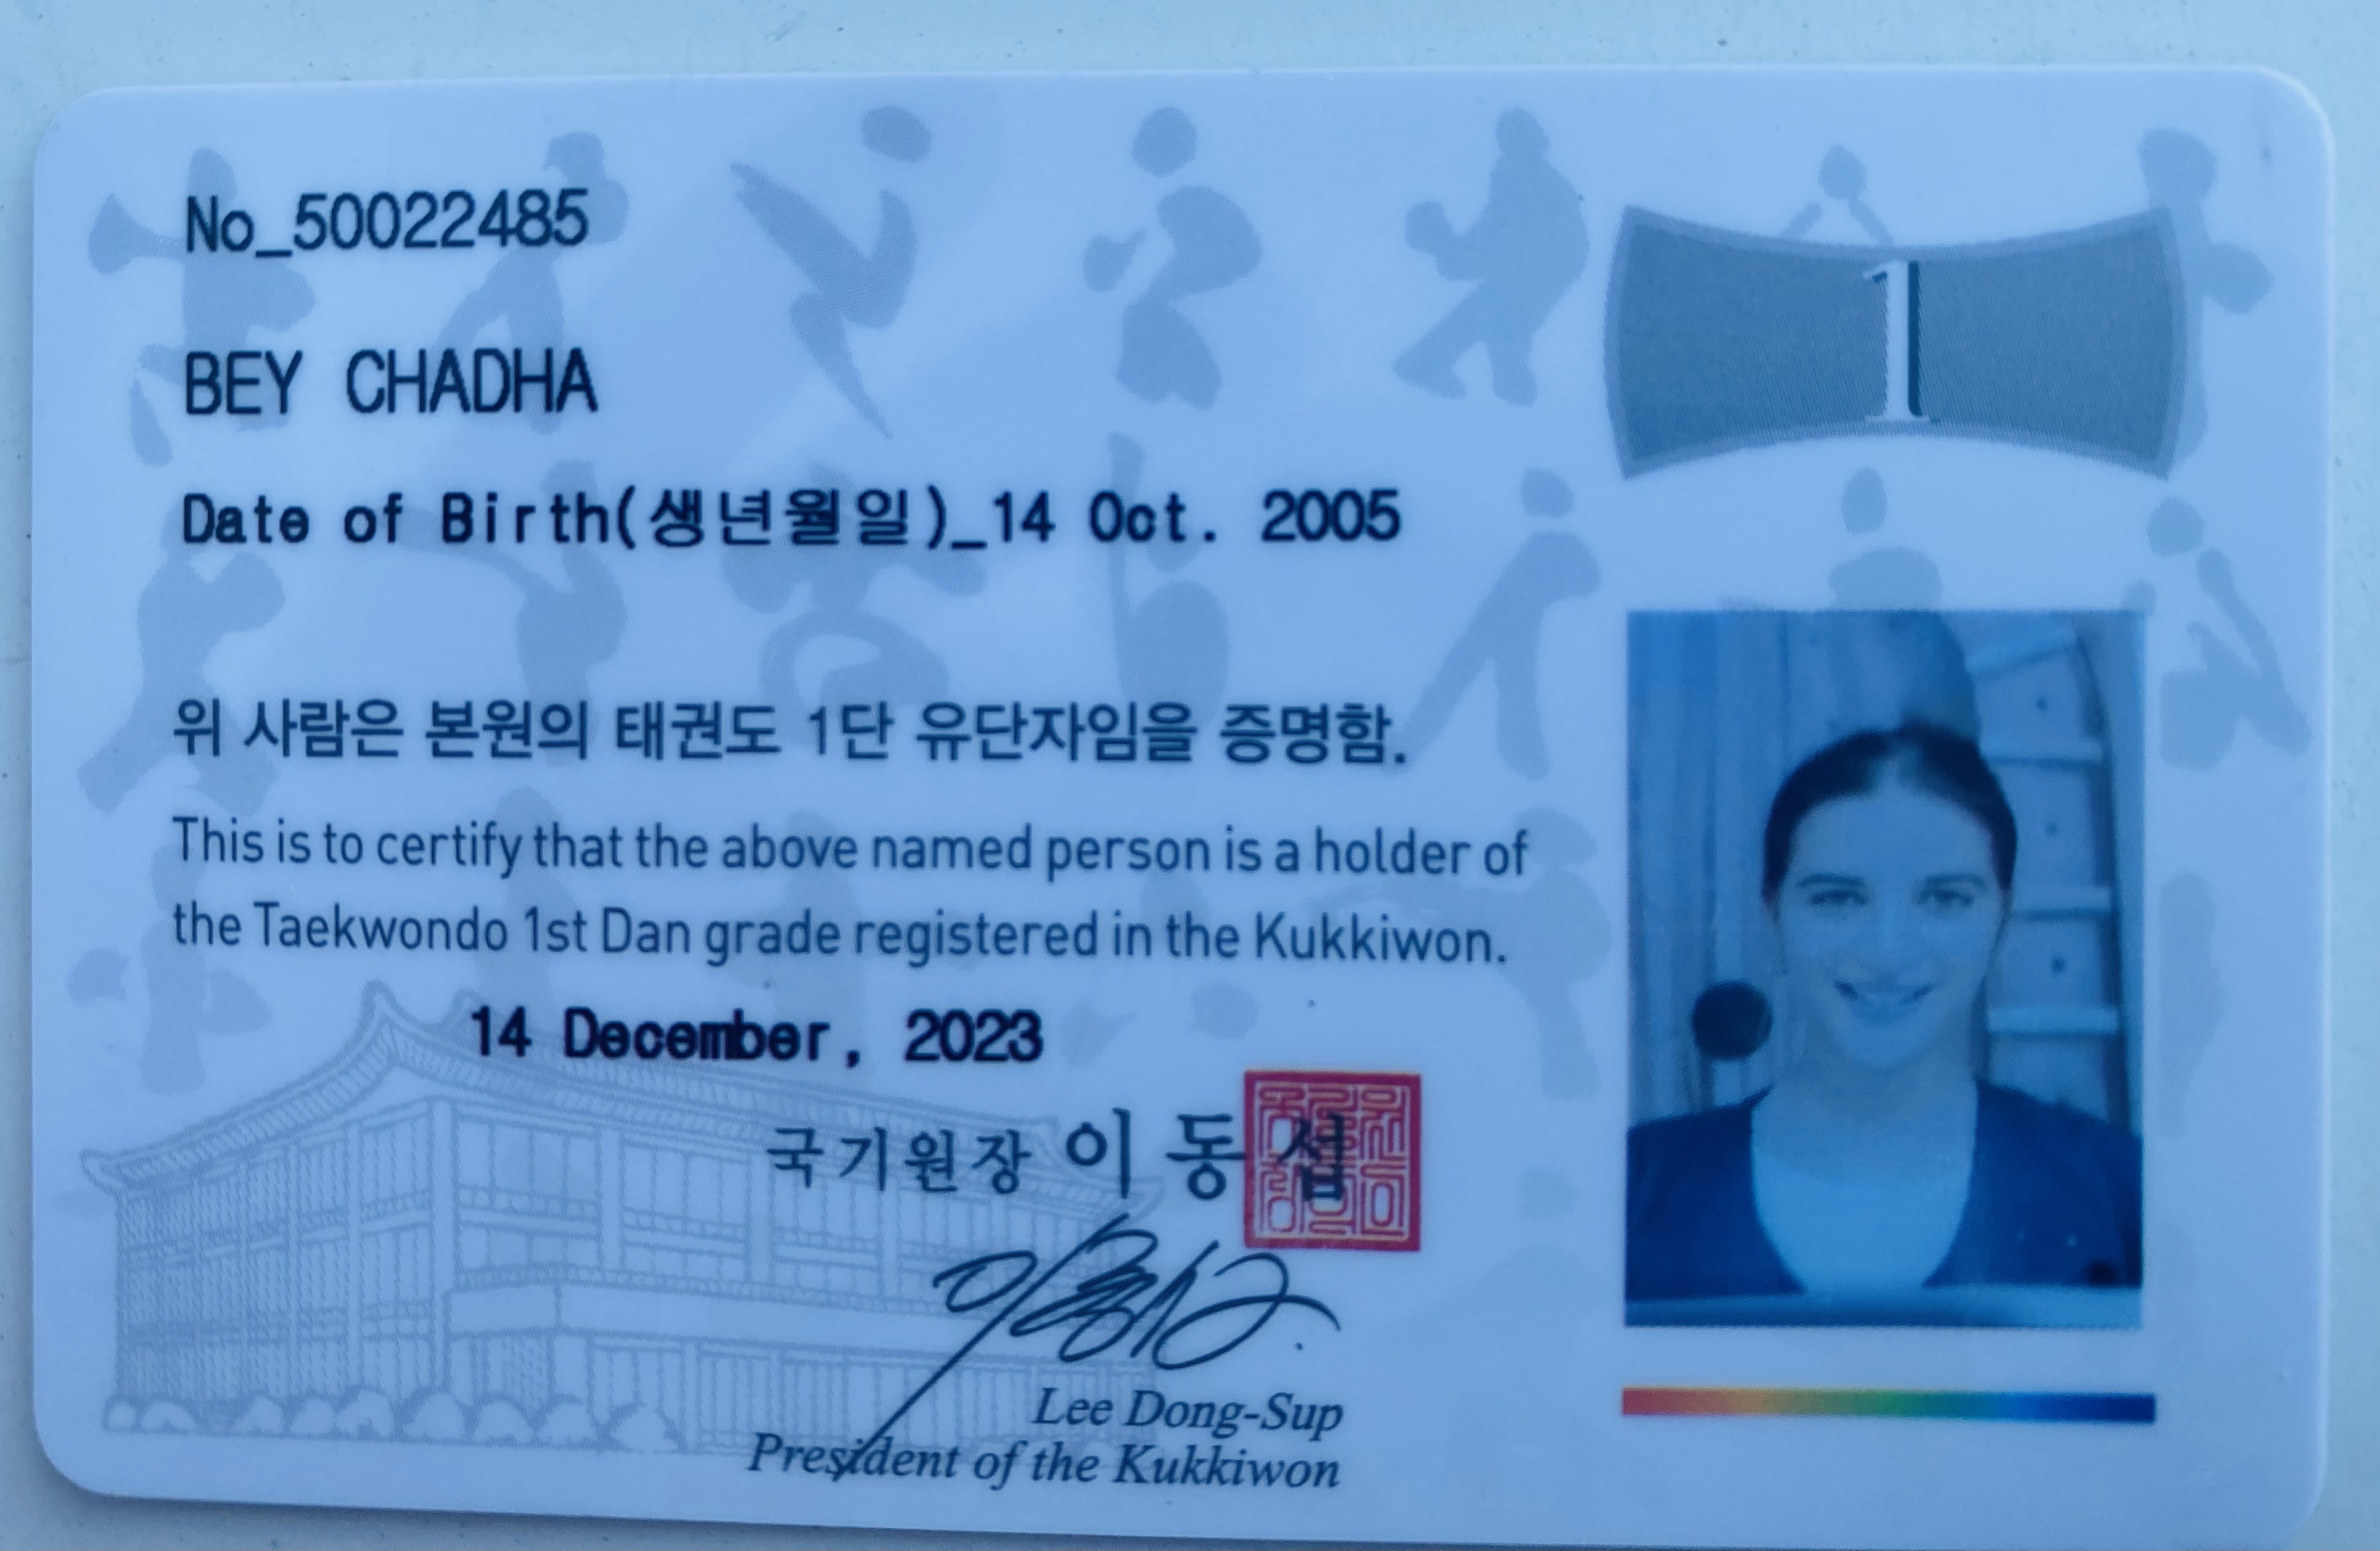 No_50022485
1
BEY CHADHA
Date of Birth(생년월일)_14 Oct. 2005
위 사람은 본원의 태권도 1단 유단자임을 증명함.
This is to certify that the above named person is a holder of
the Taekwondo 1st Dan grade registered in the Kukkiwon.
14 December, 2023
국기원장 이동섭
Lee Dong-Sup
President of the Kukkiwon